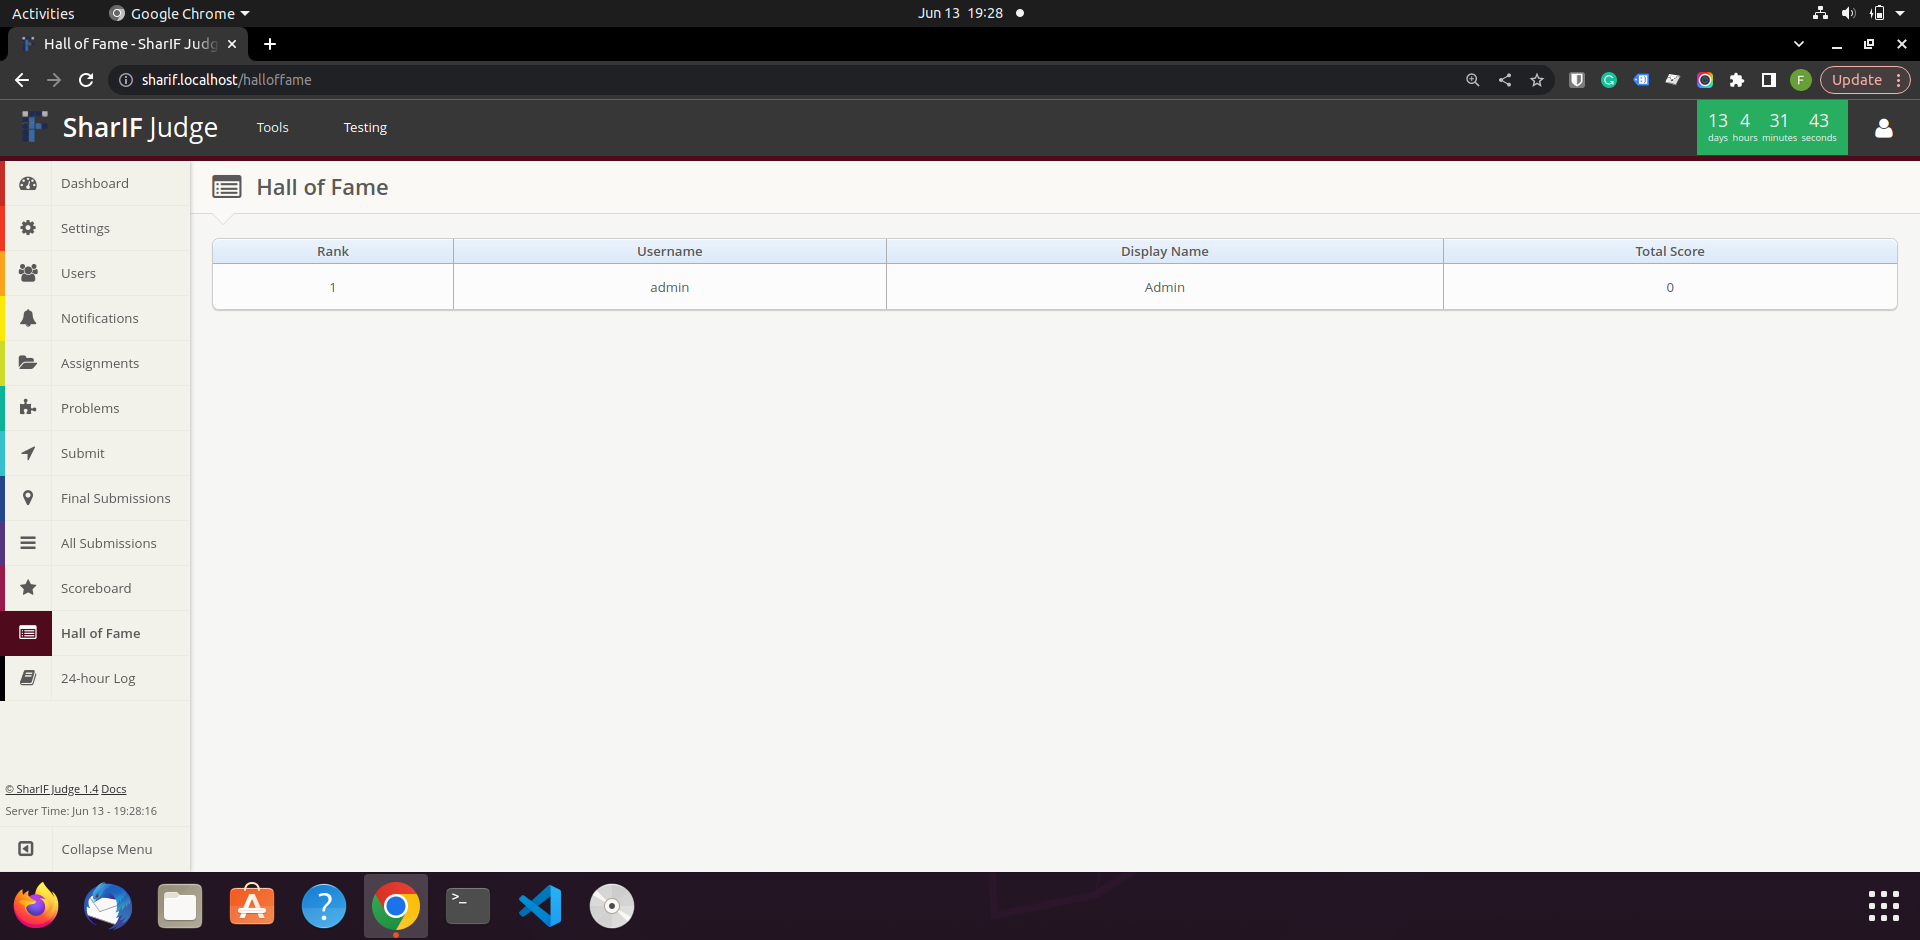 Activities Google Chrome Jun 13 19:28
Hall of Fame - SharIF Judg
sharif.localhost/halloffame F Update
SharIF Judge Tools Testing 13 days 4 hours 31 minutes 43 seconds
Dashboard
Settings
Users
Notifications
Assignments
Problems
Submit
Final Submissions
All Submissions
Scoreboard
Hall of Fame
24-hour Log
© SharIF Judge 1.4 Docs
Server Time: Jun 13 - 19:28:16
Collapse Menu
Hall of Fame
Rank Username Display Name Total Score
1 admin Admin 0